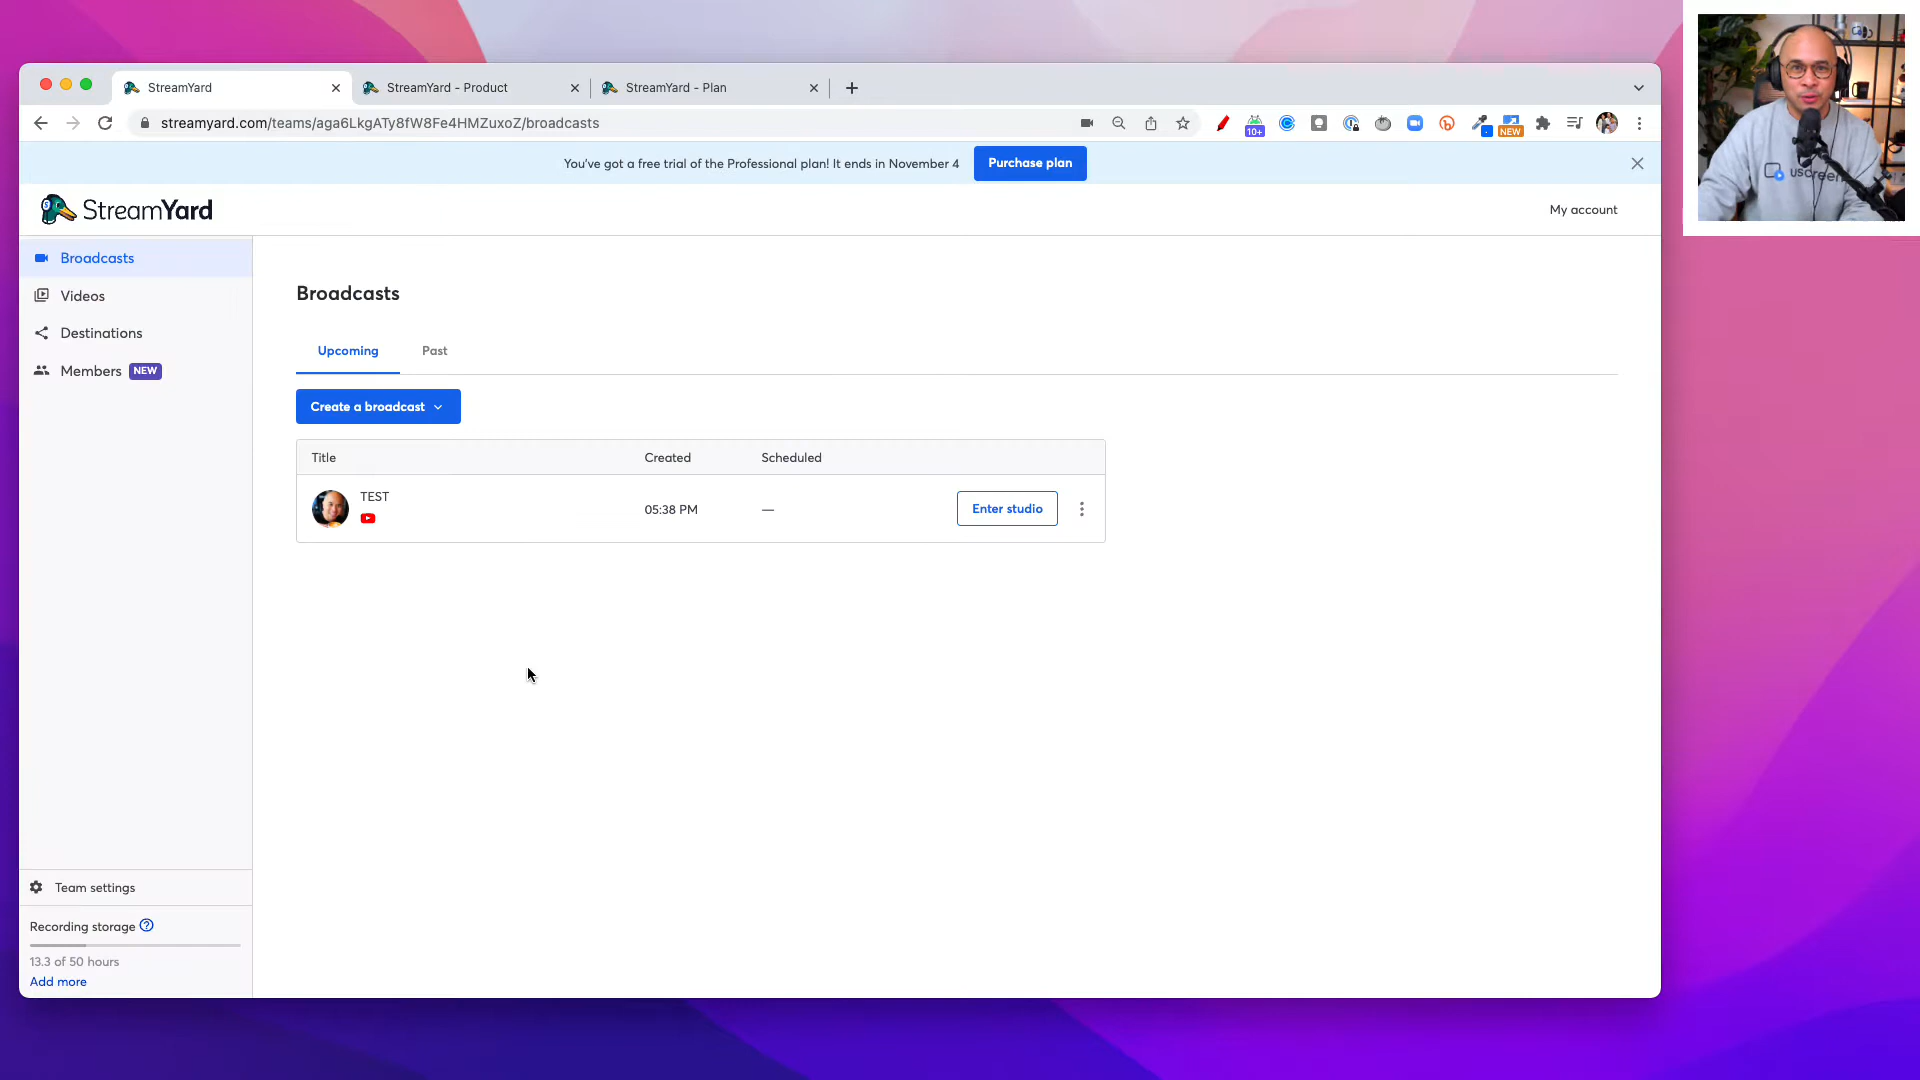 StreamYard
StreamYard - Product
StreamYard - Plan
streamyard.com/teams/aga6LkgATy8fW8Fe4HMZuxoZ/broadcasts
10+
NEW
You've got a free trial of the Professional plan! It ends in November 4
Purchase plan
StreamYard
My account
Broadcasts
Videos
Destinations
Members NEW
Broadcasts
Upcoming
Past
Create a broadcast
Title
Created
Scheduled
TEST
05:38 PM
—
Enter studio
Team settings
Recording storage
13.3 of 50 hours
Add more
uscreen